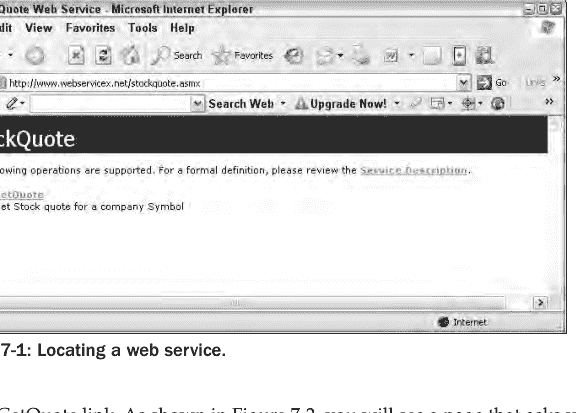 Quote Web Service - Microsoft Internet Explorer
dit View Favorites Tools Help
Search Favorites
http://www.webservicex.net/stockquote.asmx Go Links »
Search Web Upgrade Now! »
ckQuote
owing operations are supported. For a formal definition, please review the Service Description.
etQuote
et Stock quote for a company Symbol
Internet
7-1: Locating a web service.
GetQuote link. As shown in Figure 7-2, you will see a page that asks